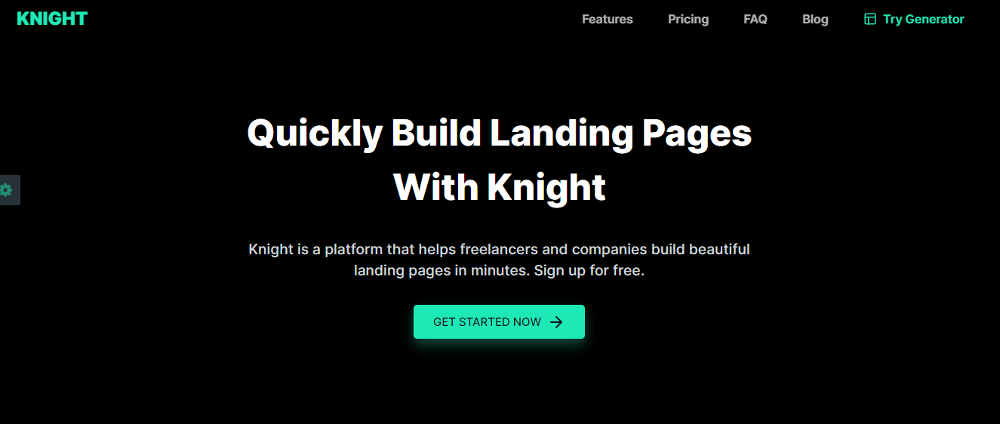 KNIGHT
Features Pricing FAQ Blog Try Generator
Quickly Build Landing Pages
With Knight
Knight is a platform that helps freelancers and companies build beautiful
landing pages in minutes. Sign up for free.
GET STARTED NOW